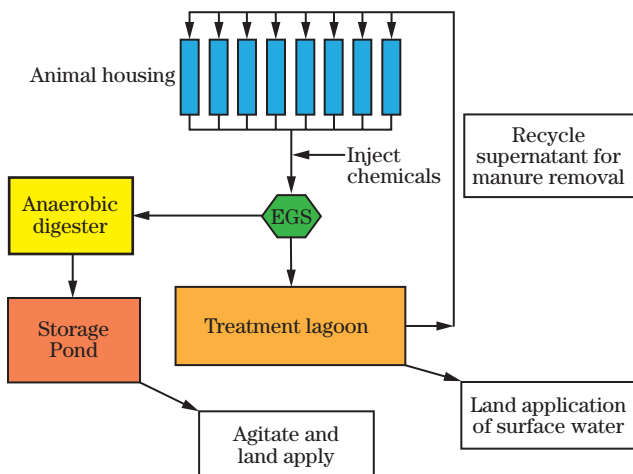 Animal housing
Inject
chemicals
Recycle
supernatant for
manure removal
Anaerobic
digester
EGS
Storage
Pond
Treatment lagoon
Land application
of surface water
Agitate and
land apply